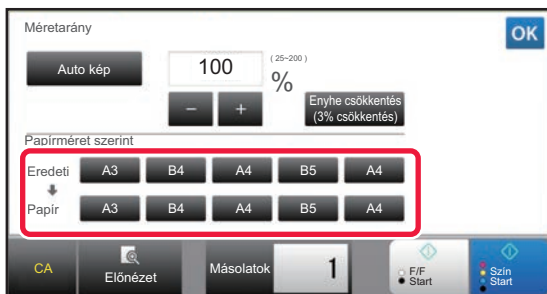 Méretarány
OK
Auto kép
100
(25~200)
%
−
+
Enyhe csökkentés
(3% csökkentés)
Papírméret szerint
Eredeti A3 B4 A4 B5 A4
Papír A3 B4 A4 B5 A4
CA
Előnézet
Másolatok
1
F/F
Start
Szín
Start